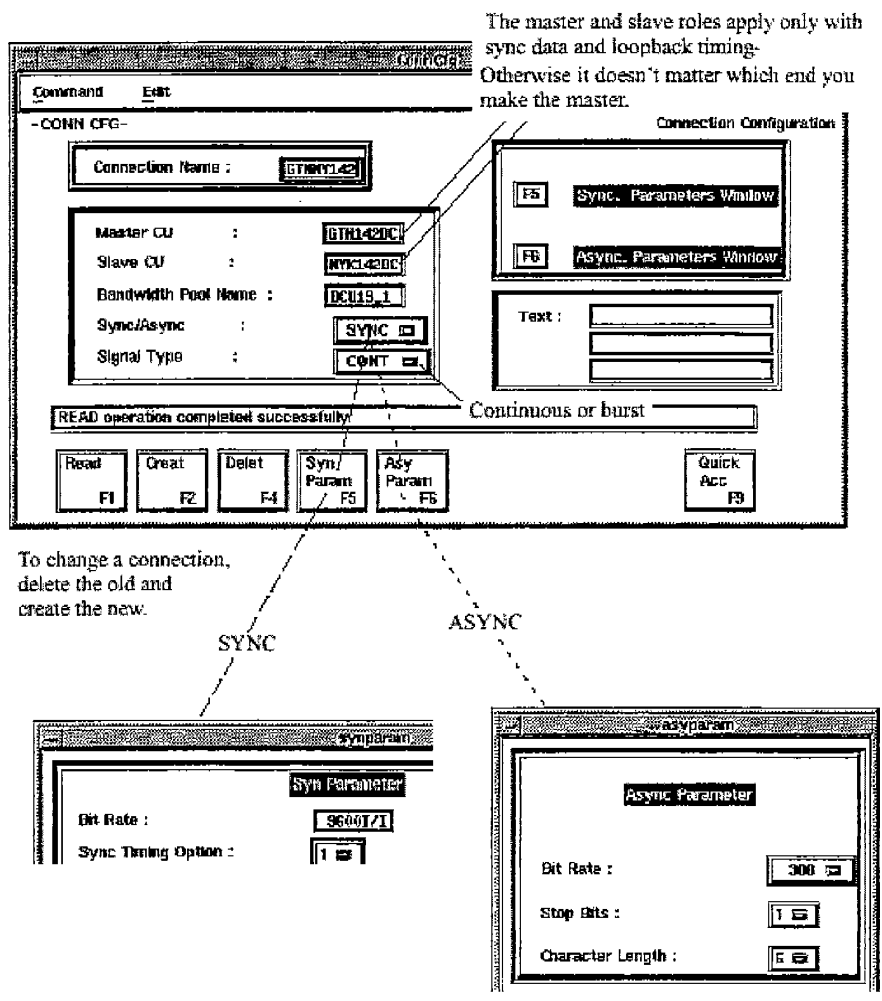 The master and slave roles apply only with
sync data and loopback timing-
Otherwise it doesn't matter which end you
make the master.
Command Edit
-CONN CFG-
Connection Configuration
Connection Name :
F5 Sync. Parameters Window
F6 Async. Parameters Window
Master CU : GTM142DC
Slave CU : NYK142DC
Bandwidth Pool Name : DCU19_1
Sync/Async : SYNC
Signal Type : CONT
Text :
Continuous or burst
READ operation completed successfully
Read F1
Creat F2
Delet F4
Syn/ Param F5
Asy Param F6
Quick Acc F9
To change a connection,
delete the old and
create the new.
SYNC
ASYNC
synparam
Syn Parameter
Bit Rate : 9600T/I
Sync Timing Option : 1
asyparam
Async Parameter
Bit Rate : 300
Stop Bits : 1
Character Length :